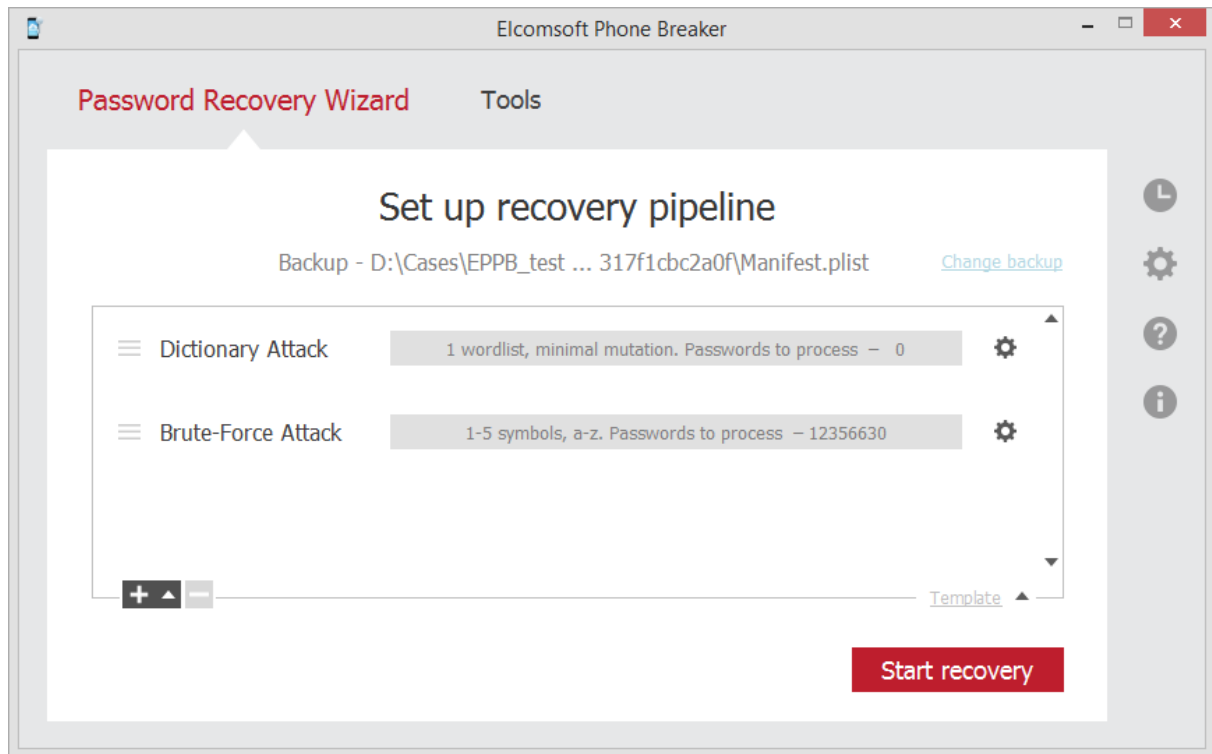 Elcomsoft Phone Breaker
Password Recovery Wizard Tools
Set up recovery pipeline
Backup - D:\Cases\EPPB_test ... 317f1cbc2a0f\Manifest.plist Change backup
Dictionary Attack 1 wordlist, minimal mutation. Passwords to process – 0
Brute-Force Attack 1-5 symbols, a-z. Passwords to process – 12356630
Template
Start recovery